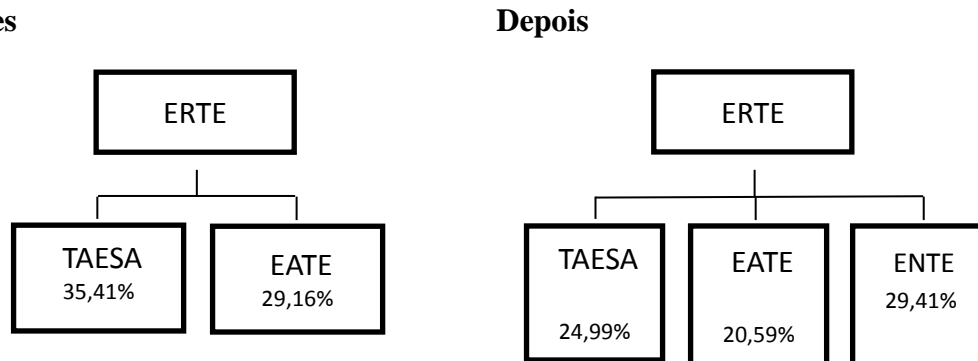 es
ERTE
TAESA
35,41%
EATE
29,16%
Depois
ERTE
TAESA
24,99%
EATE
20,59%
ENTE
29,41%